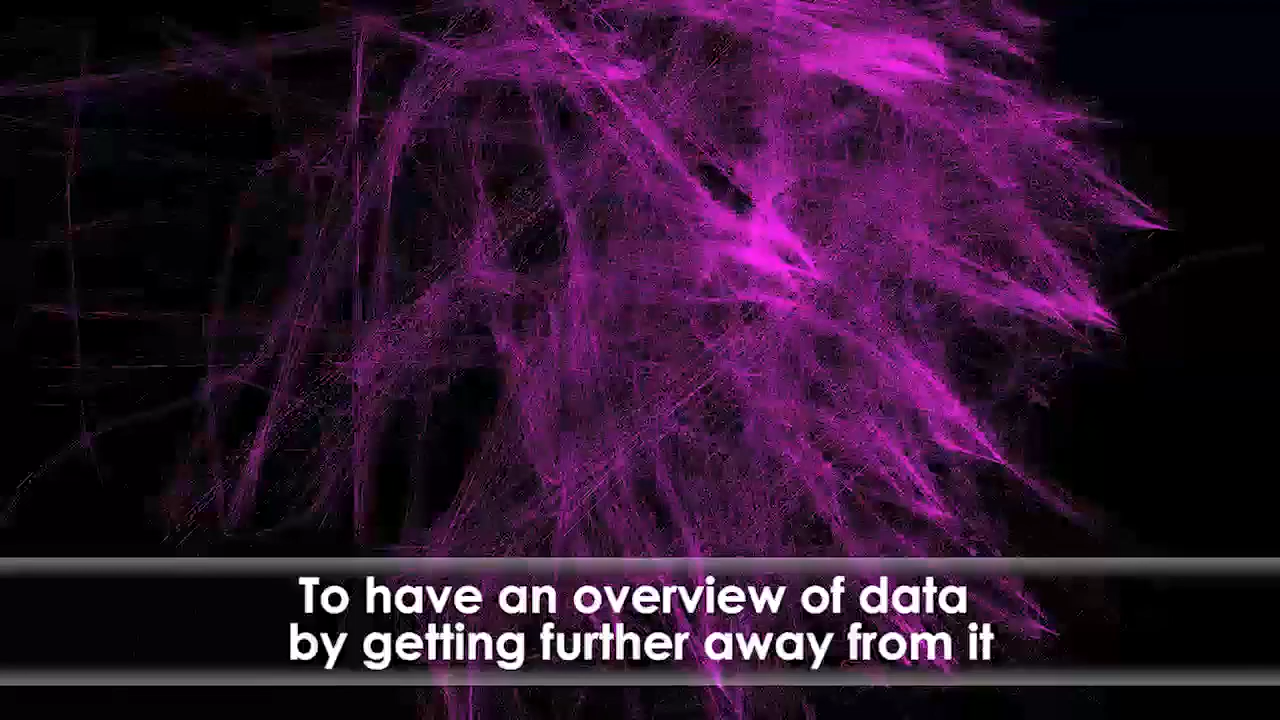 To have an overview of data
by getting further away from it